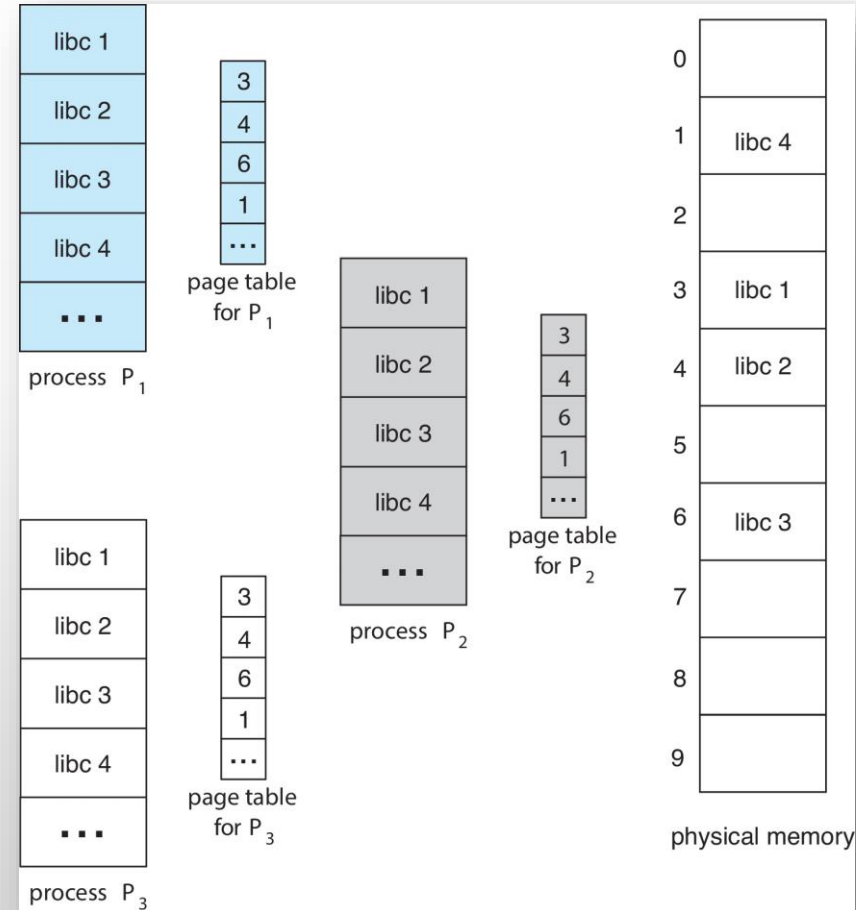 libc 1
libc 2
libc 3
libc 4
...
process P1
3
4
6
1
...
page table
for P1
libc 1
libc 2
libc 3
libc 4
...
process P2
3
4
6
1
...
page table
for P2
libc 1
libc 2
libc 3
libc 4
...
process P3
3
4
6
1
...
page table
for P3
0
1 libc 4
2
3 libc 1
4 libc 2
5
6 libc 3
7
8
9
physical memory